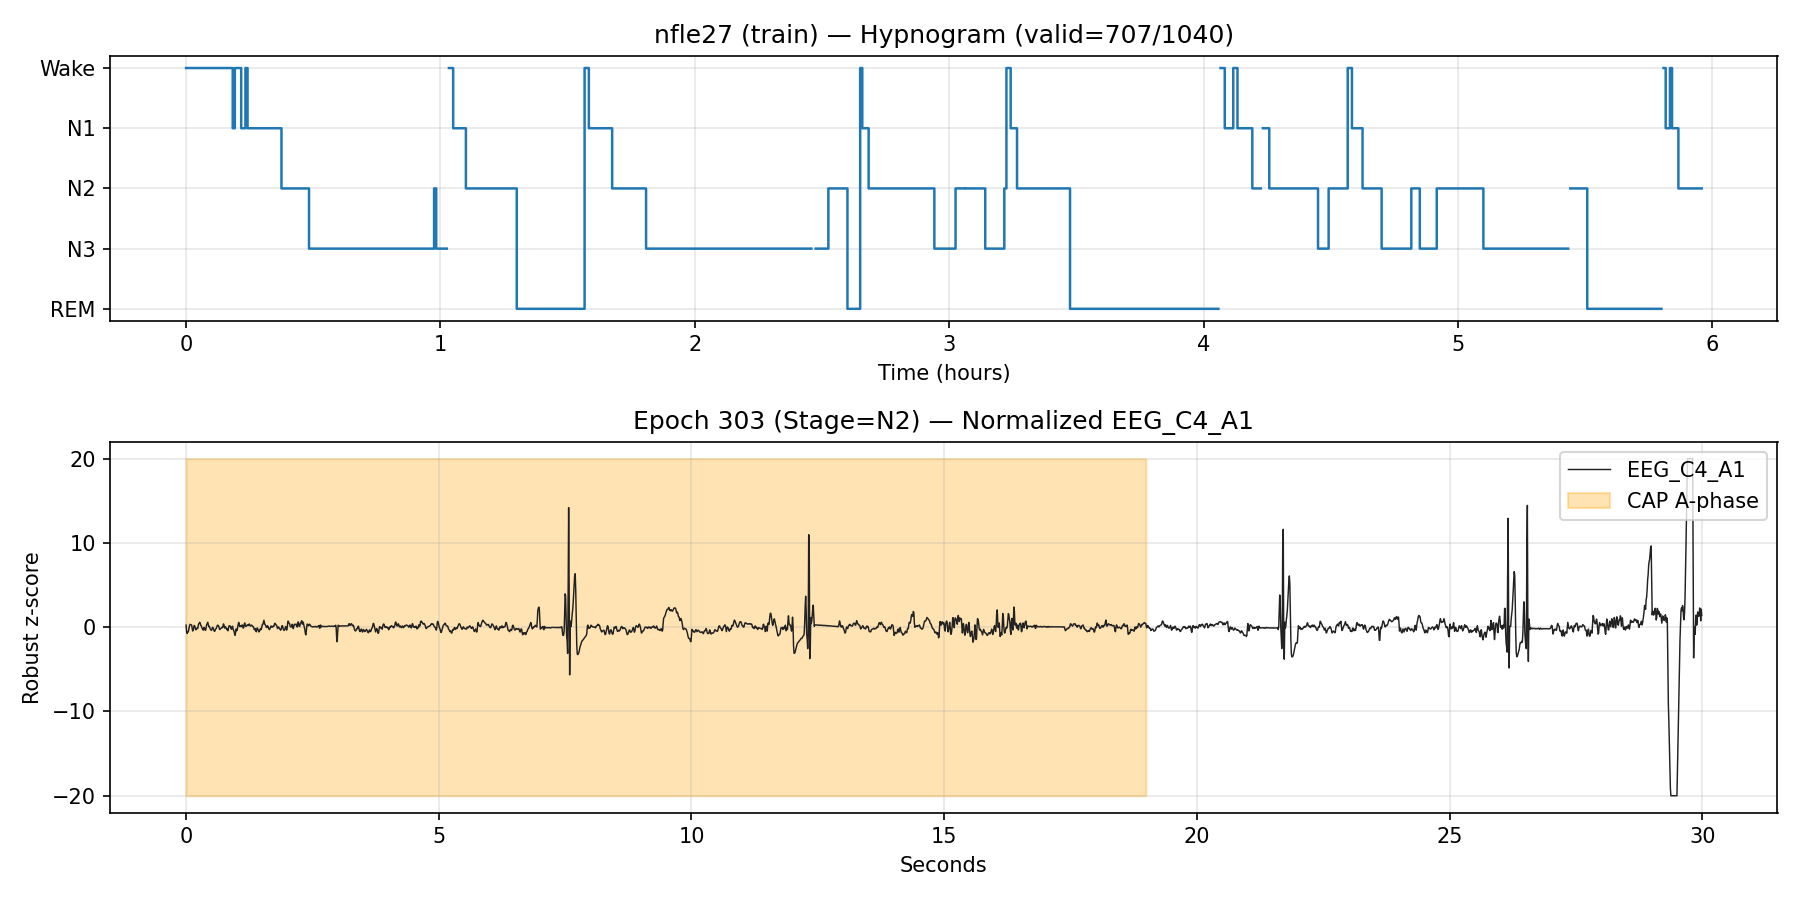 nfle27 (train) — Hypnogram (valid=707/1040)
Wake
N1
N2
N3
REM
0 1 2 3 4 5 6
Time (hours)
Epoch 303 (Stage=N2) — Normalized EEG_C4_A1
Robust z-score
20
10
0
−10
−20
EEG_C4_A1
CAP A-phase
0 5 10 15 20 25 30
Seconds